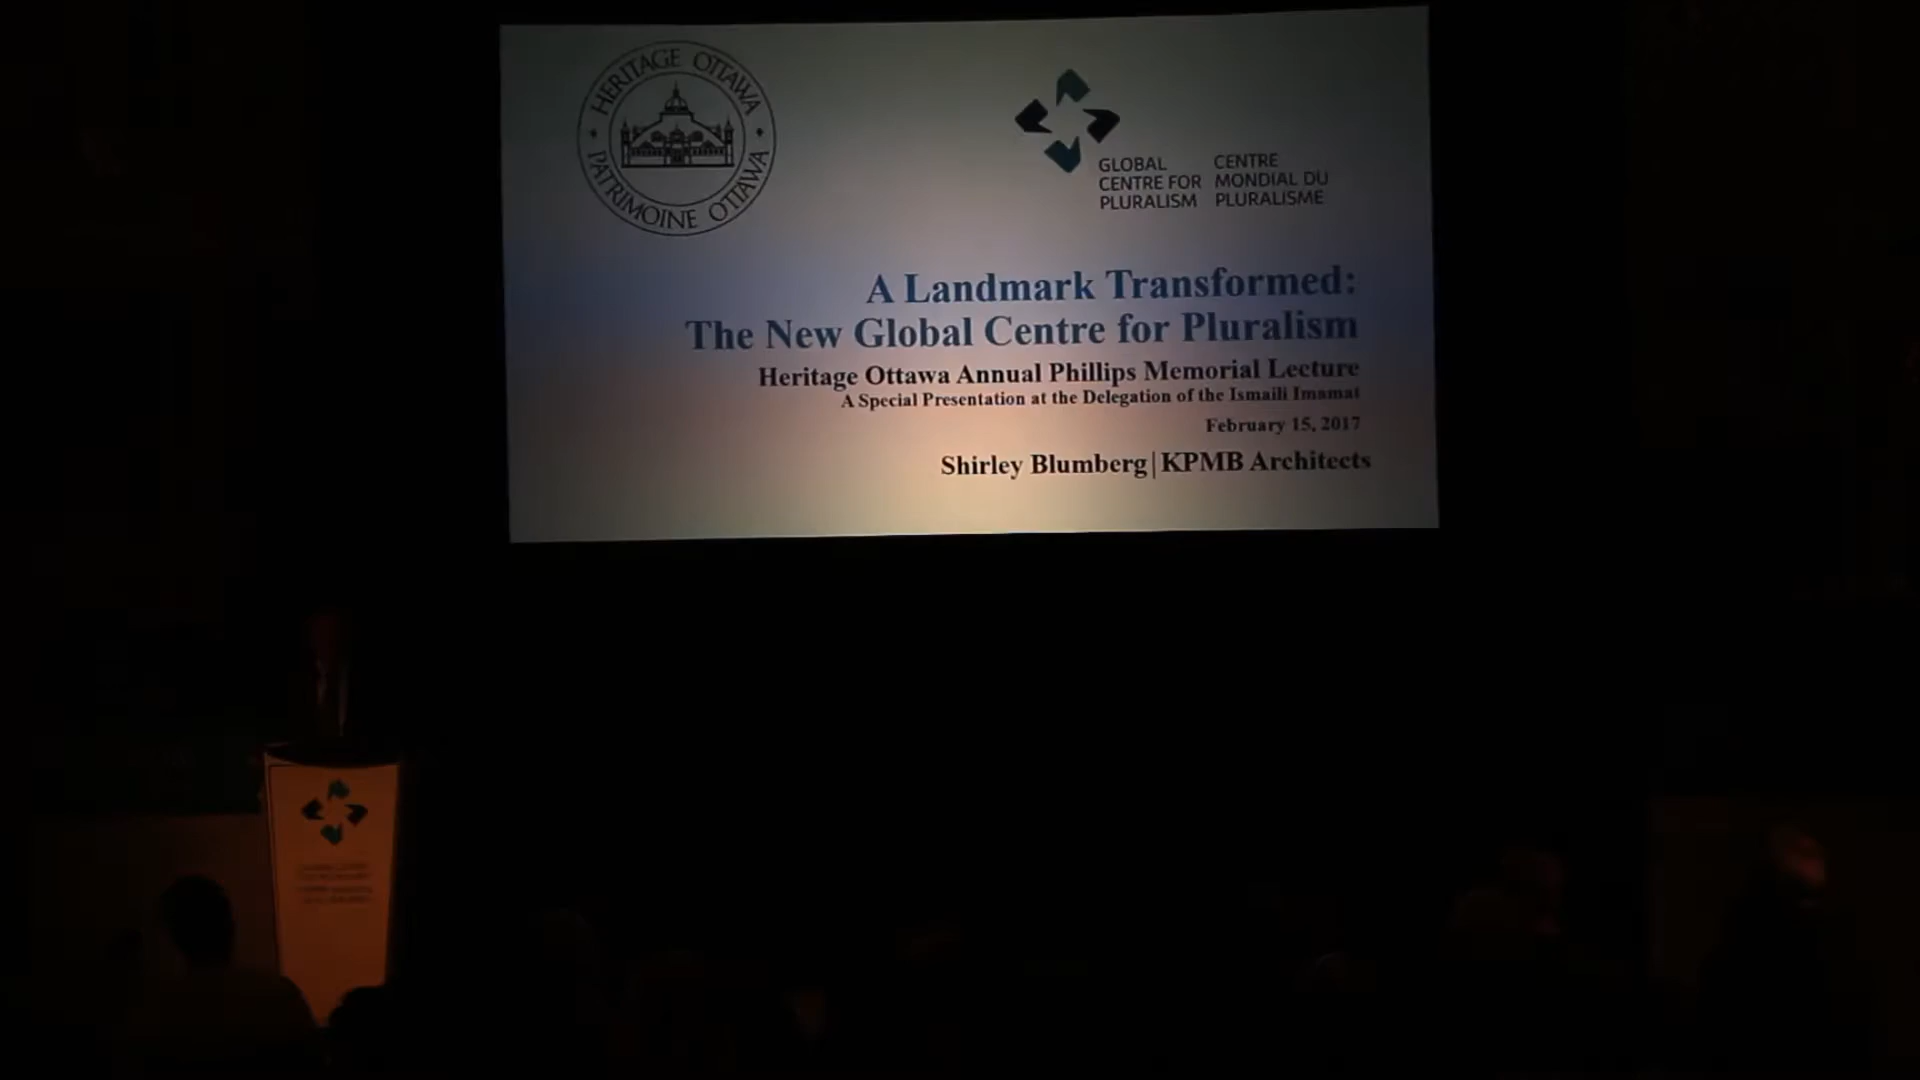 HERITAGE OTTAWA
PATRIMOINE OTTAWA
GLOBAL
CENTRE FOR
PLURALISM
CENTRE
MONDIAL DU
PLURALISME
A Landmark Transformed:
The New Global Centre for Pluralism
Heritage Ottawa Annual Phillips Memorial Lecture
A Special Presentation at the Delegation of the Ismaili Imamat
February 15, 2017
Shirley Blumberg|KPMB Architects